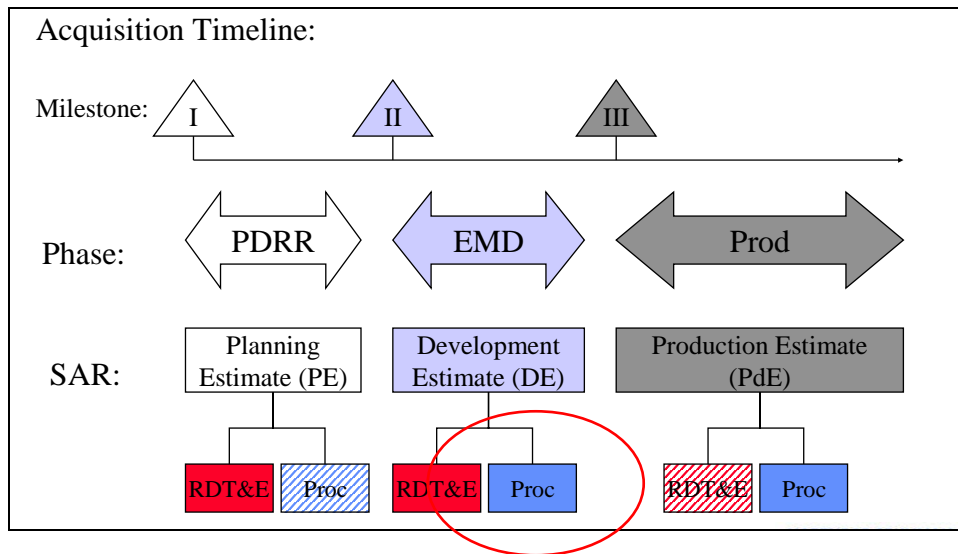 Acquisition Timeline:
Milestone:
I
II
III
Phase:
PDRR
EMD
Prod
SAR:
Planning
Estimate (PE)
Development
Estimate (DE)
Production Estimate
(PdE)
RDT&E
Proc
RDT&E
Proc
RDT&E
Proc